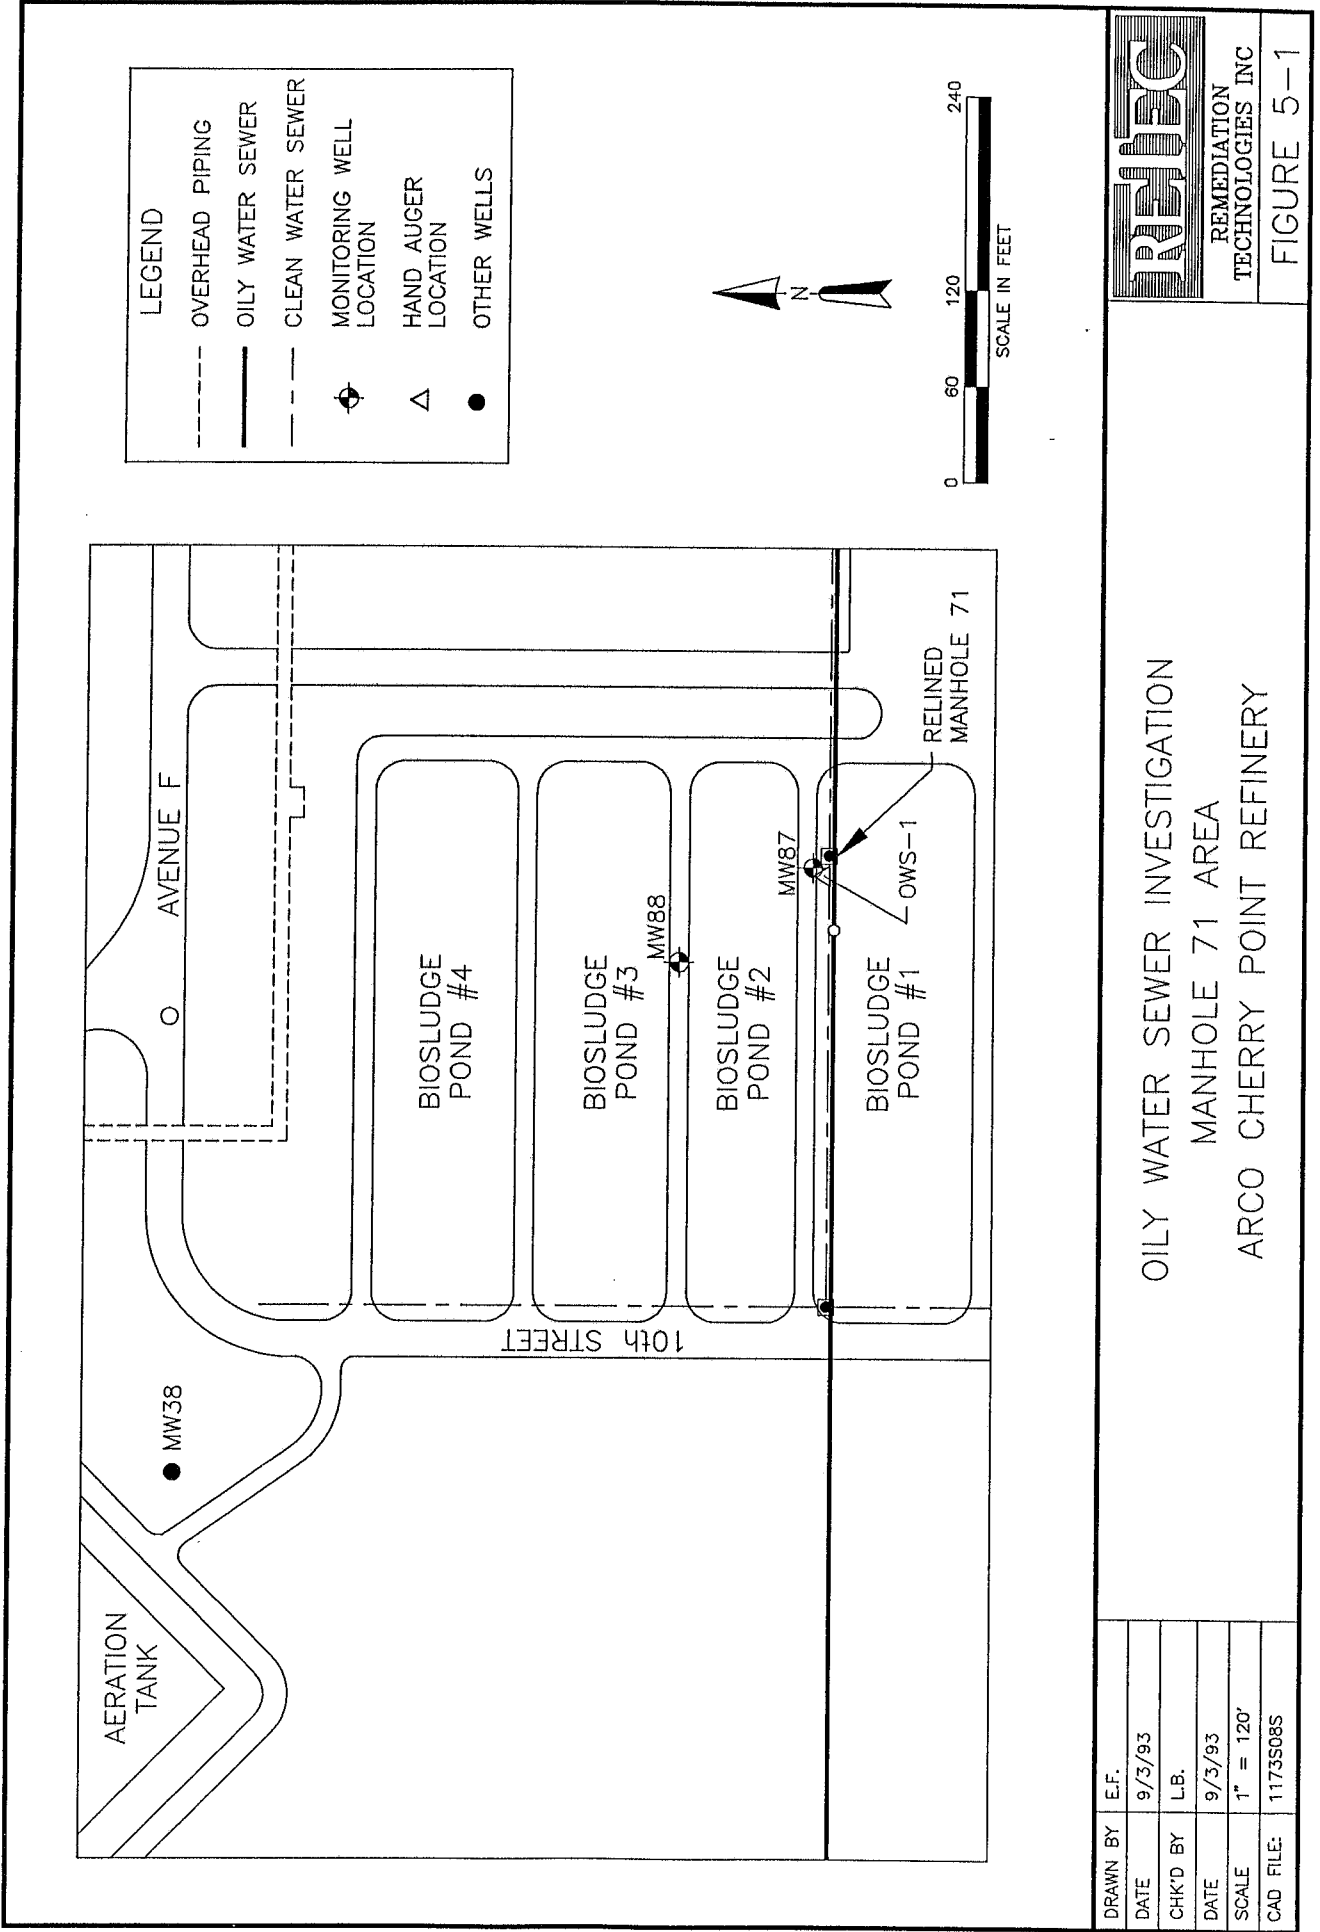 LEGEND
OVERHEAD PIPING
OILY WATER SEWER
CLEAN WATER SEWER
MONITORING WELL
LOCATION
HAND AUGER
LOCATION
OTHER WELLS
N
0 60 120 240
SCALE IN FEET
AERATION
TANK
MW38
AVENUE F
10th STREET
BIOSLUDGE
POND #4
BIOSLUDGE
POND #3
MW88
BIOSLUDGE
POND #2
MW87
BIOSLUDGE
POND #1
OWS-1
RELINED
MANHOLE 71
DRAWN BY E.F.
DATE 9/3/93
CHK'D BY L.B.
DATE 9/3/93
SCALE 1" = 120'
CAD FILE: 1173S08S
OILY WATER SEWER INVESTIGATION
MANHOLE 71 AREA
ARCO CHERRY POINT REFINERY
RETEC
REMEDIATION
TECHNOLOGIES INC
FIGURE 5-1